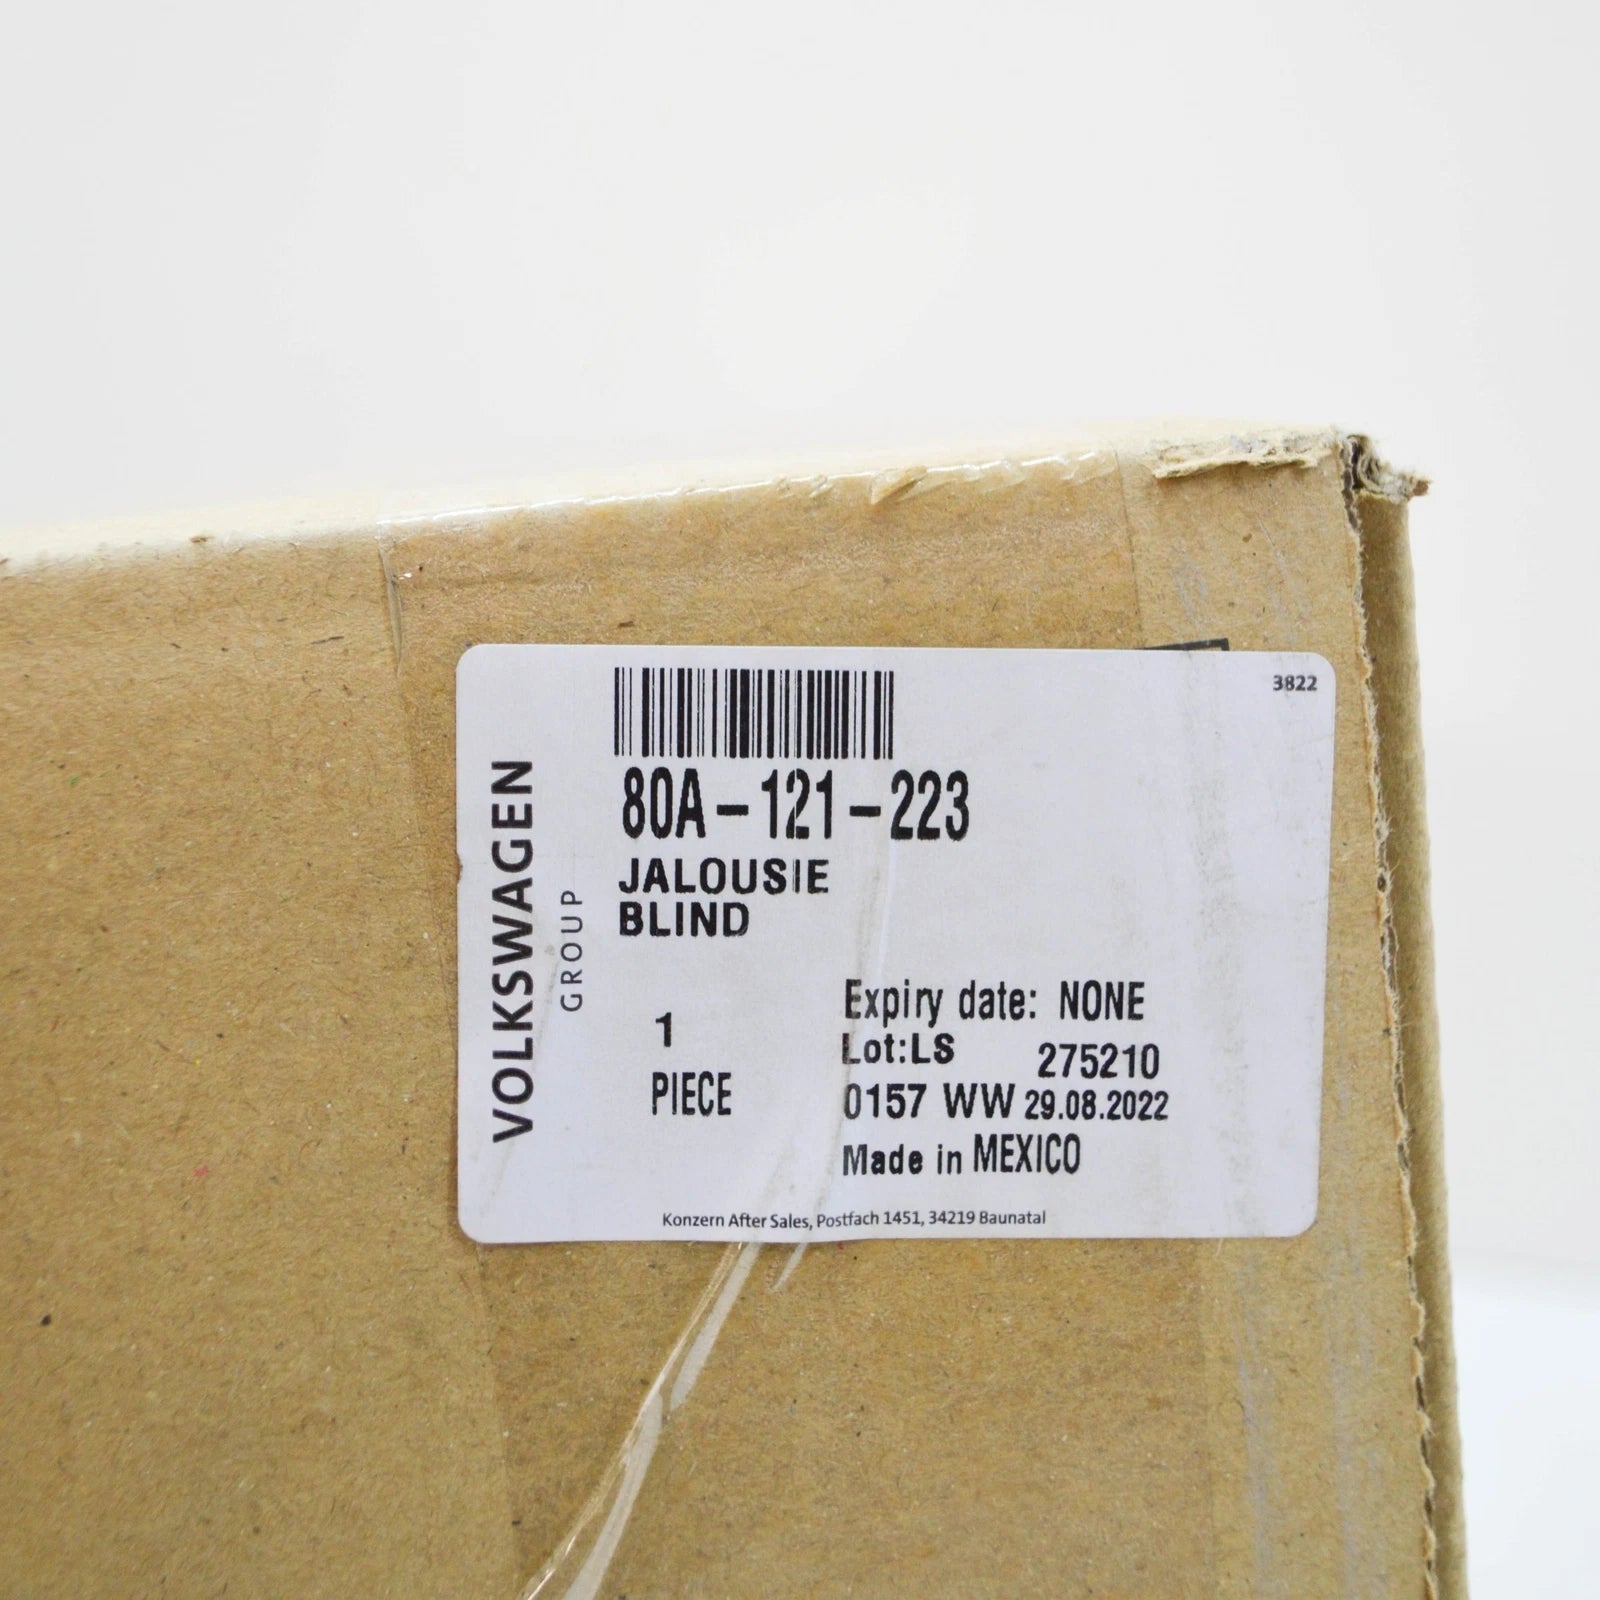 3822
VOLKSWAGEN
GROUP
80A-121-223
JALOUSIE
BLIND
1
PIECE
Expiry date: NONE
Lot:LS 275210
0157 WW 29.08.2022
Made in MEXICO
Konzern After Sales, Postfach 1451, 34219 Baunatal